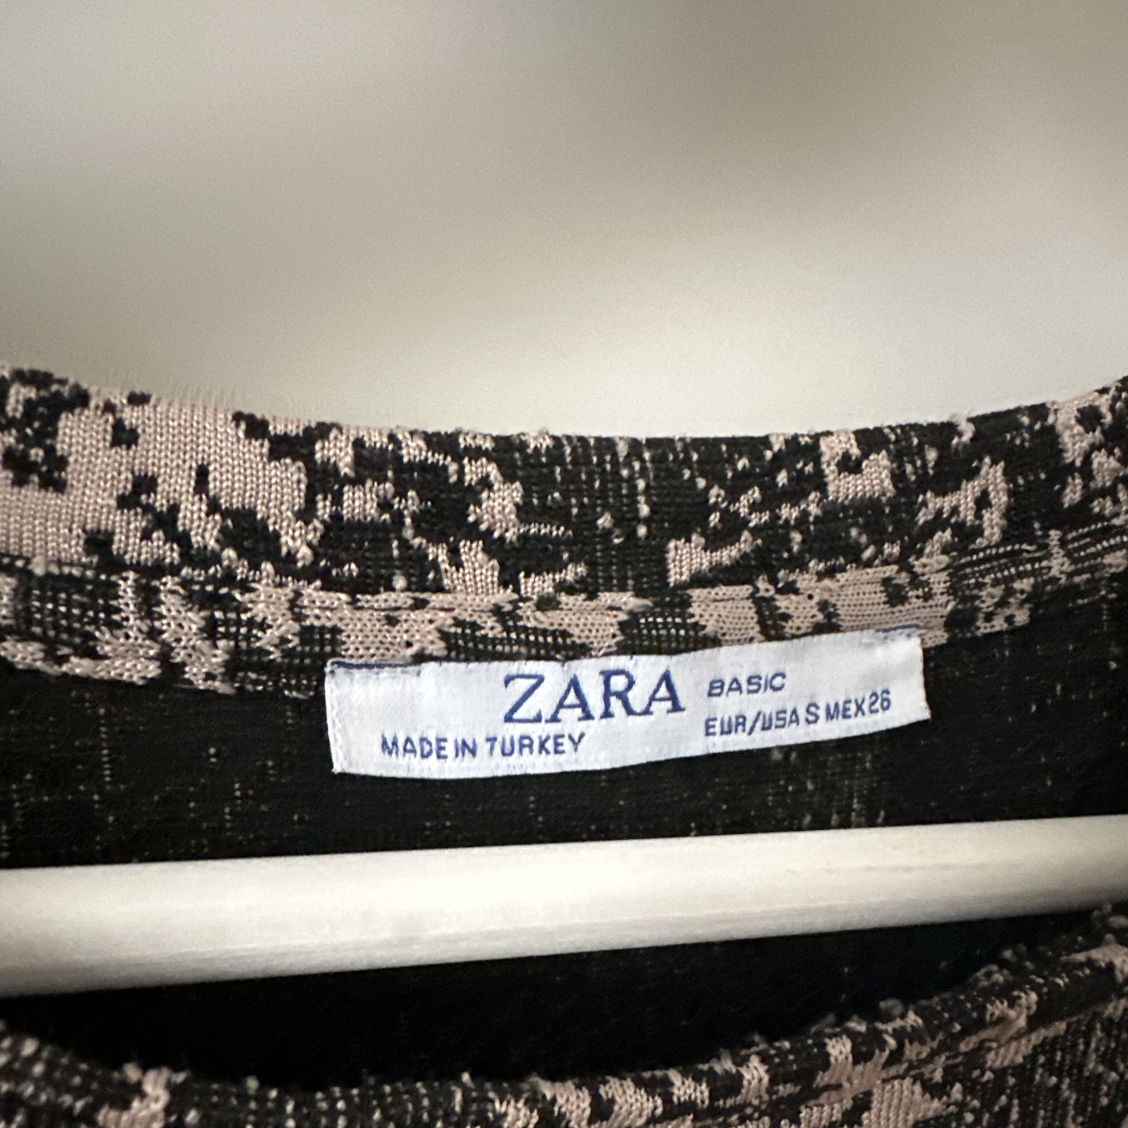 ZARA BASIC
MADE IN TURKEY
EUR/USA S MEX 26